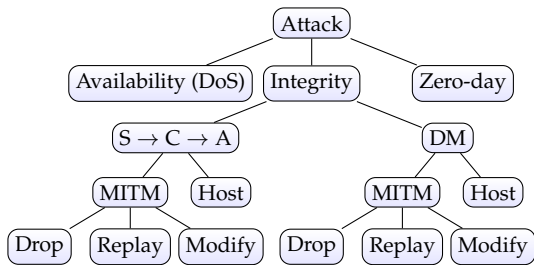 Attack
Availability (DoS) Integrity Zero-day
S → C → A DM
MITM Host MITM Host
Drop Replay Modify Drop Replay Modify